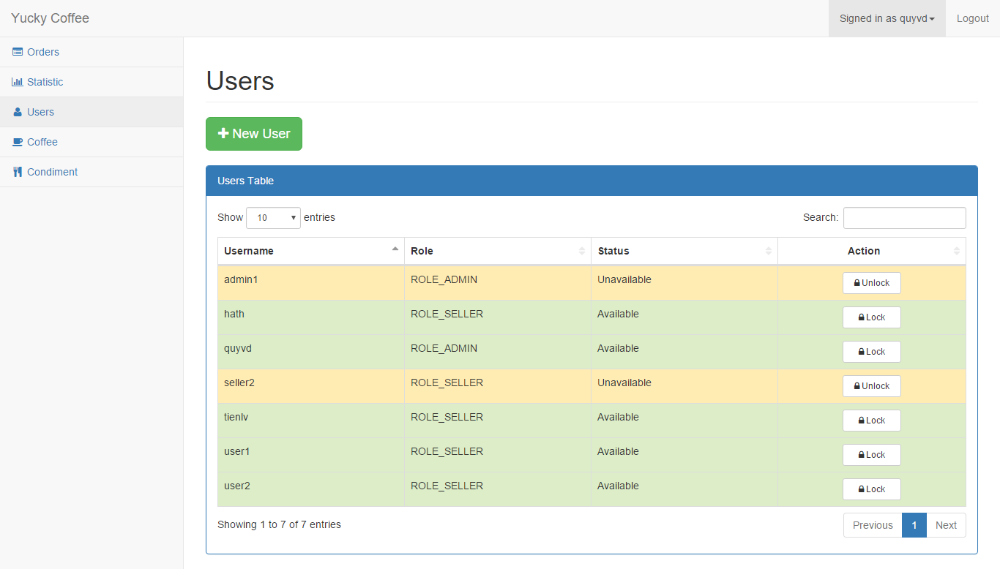 Yucky Coffee
Signed in as quyvd
Logout
Orders
Statistic
Users
Coffee
Condiment
Users
New User
Users Table
Show 10 entries
Search:
Username Role Status Action
admin1 ROLE_ADMIN Unavailable Unlock
hath ROLE_SELLER Available Lock
quyvd ROLE_ADMIN Available Lock
seller2 ROLE_SELLER Unavailable Unlock
tienlv ROLE_SELLER Available Lock
user1 ROLE_SELLER Available Lock
user2 ROLE_SELLER Available Lock
Showing 1 to 7 of 7 entries
Previous 1 Next